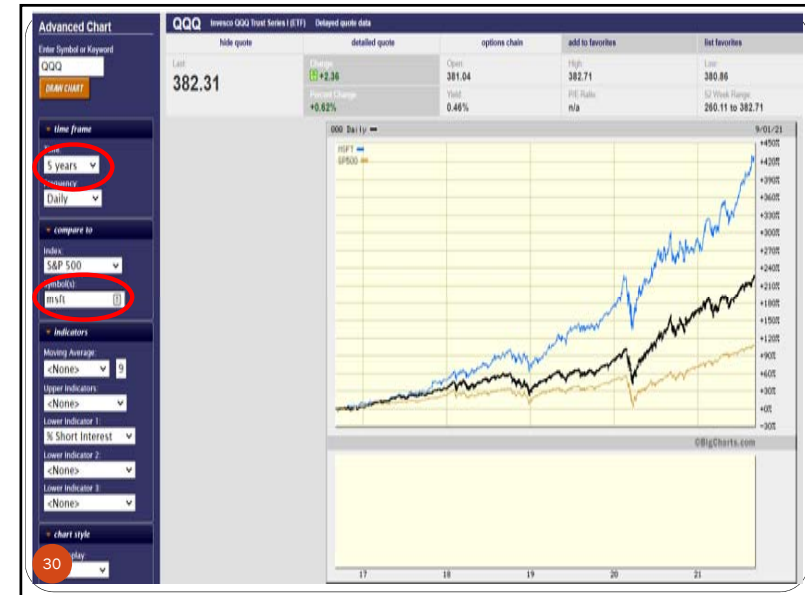 Advanced Chart
Enter Symbol or Keyword
QQQ
DRAW CHART
time frame
Time:
5 years
Frequency:
Daily
compare to
Index:
S&P 500
Symbol(s):
msft
indicators
Moving Average:
<None> 9
Upper Indicators:
<None>
Lower Indicator 1:
% Short Interest
Lower Indicator 2:
<None>
Lower Indicator 3:
<None>
chart style
30
QQQ Invesco QQQ Trust Series I (ETF) Delayed quote data
hide quote detailed quote options chain add to favorites list favorites
Last:
382.31
Change:
+2.36
Open:
381.04
High:
382.71
Low:
380.86
Percent Change:
+0.62%
Yield:
0.46%
P/E Ratio:
n/a
52 Week Range:
260.11 to 382.71
QQQ Daily 9/01/21
MSFT
SP500
+450%
+420%
+390%
+360%
+330%
+300%
+270%
+240%
+210%
+180%
+150%
+120%
+90%
+60%
+30%
+0%
-30%
©BigCharts.com
17 18 19 20 21